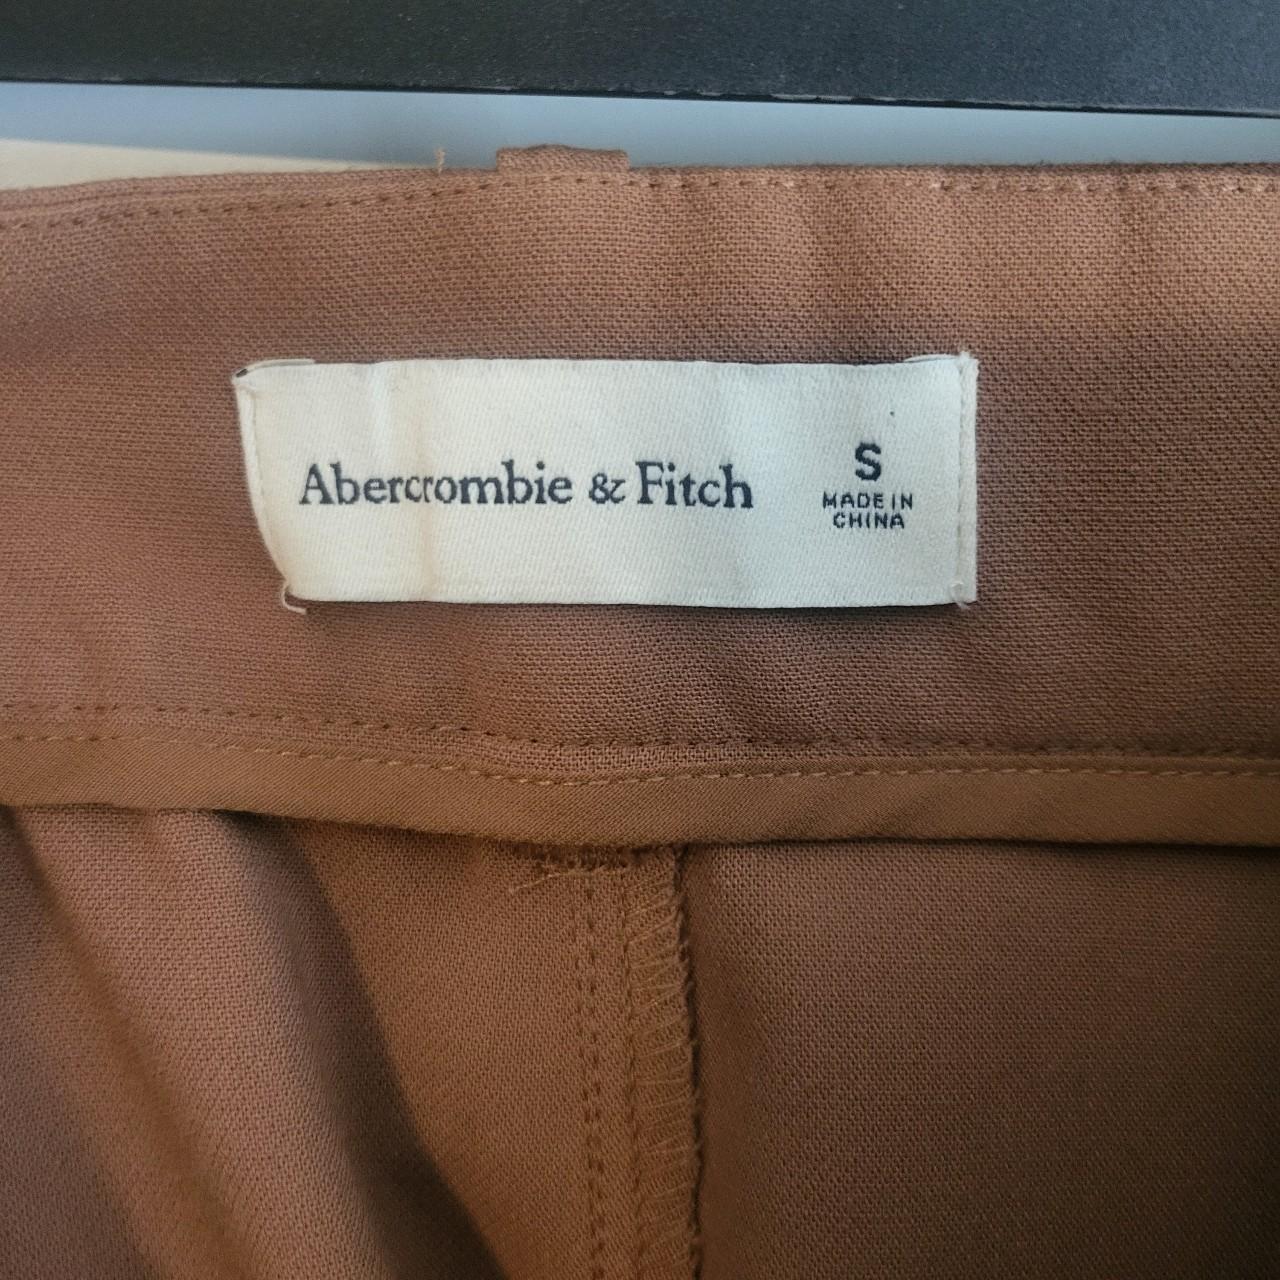 Abercrombie & Fitch
S
MADE IN
CHINA